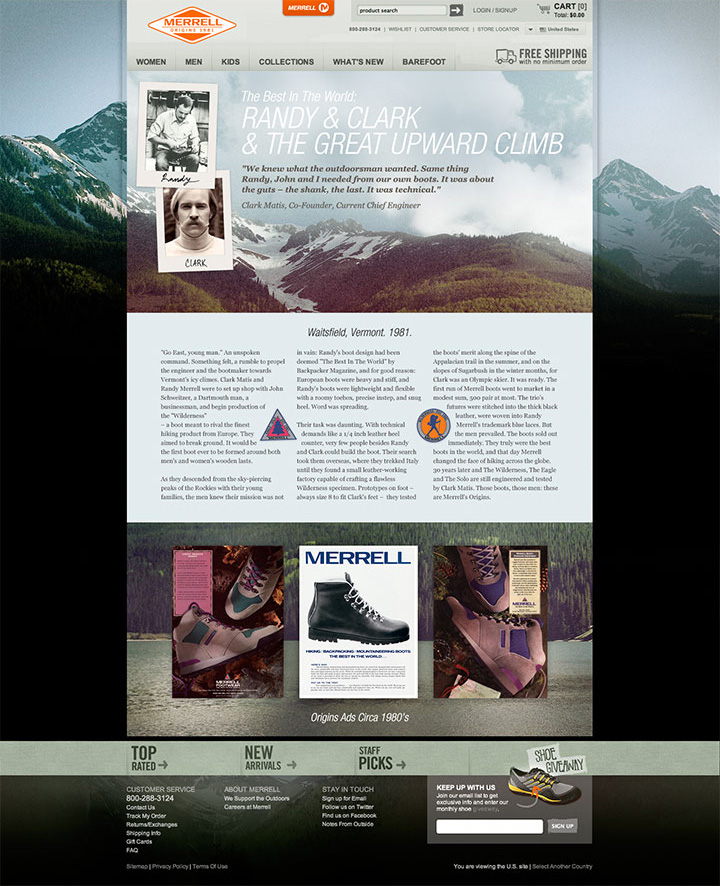 MERRELL
ORIGINS 1981
MERRELL
product search
LOGIN / SIGNUP
CART [0]
Total: $0.00
800-288-3124 | WISHLIST | CUSTOMER SERVICE | STORE LOCATOR
United States
WOMEN
MEN
KIDS
COLLECTIONS
WHAT'S NEW
BAREFOOT
FREE SHIPPING
with no minimum order
The Best In The World:
RANDY & CLARK
& THE GREAT UPWARD CLIMB
"We knew what the outdoorsman wanted. Same thing
Randy, John and I needed from our own boots. It was about
the guts – the shank, the last. It was technical."
Clark Matis, Co-Founder, Current Chief Engineer
Randy
CLARK
Waitsfield, Vermont. 1981.
"Go East, young man." An unspoken
command. Something felt, a rumble to propel
the engineer and the bootmaker towards
Vermont's icy climes. Clark Matis and
Randy Merrell were to set up shop with John
Schweitzer, a Dartmouth man, a
businessman, and begin production of
the "Wilderness"
– a boot meant to rival the finest
hiking product from Europe. They
aimed to break ground. It would be
the first boot ever to be formed around both
men's and women's wooden lasts.
As they descended from the sky-piercing
peaks of the Rockies with their young
families, the men knew their mission was not
in vain: Randy's boot design had been
deemed "The Best In The World" by
Backpacker Magazine, and for good reason:
European boots were heavy and stiff, and
Randy's boots were lightweight and flexible
with a roomy toebox, precise instep, and snug
heel. Word was spreading.
Their task was daunting. With technical
demands like a 1/4 inch leather heel
counter, very few people besides Randy
and Clark could build the boot. Their search
took them overseas, where they trekked Italy
until they found a small leather-working
factory capable of crafting a flawless
Wilderness specimen. Prototypes on foot –
always size 8 to fit Clark's feet – they tested
the boots' merit along the spine of the
Appalachian trail in the summer, and on the
slopes of Sugarbush in the winter months, for
Clark was an Olympic skier. It was ready. The
first run of Merrell boots went to market in a
modest sum, 500 pair at most. The trio's
futures were stitched into the thick black
leather, were woven into Randy
Merrell's trademark blue laces. But
the men prevailed. The boots sold out
immediately. They truly were the best
boots in the world, and that day Merrell
changed the face of hiking across the globe.
30 years later and The Wilderness, The Eagle
and The Solo are still engineered and tested
by Clark Matis. Those boots, those men: these
are Merrell's Origins.
MERRELL
HIKING · BACKPACKING · MOUNTAINEERING BOOTS
THE BEST IN THE WORLD...
MERRELL
MERRELL
Origins Ads Circa 1980's
TOP
RATED
NEW
ARRIVALS
STAFF
PICKS
SHOE
GIVEAWAY
CUSTOMER SERVICE
800-288-3124
Contact Us
Track My Order
Returns/Exchanges
Shipping Info
Gift Cards
FAQ
ABOUT MERRELL
We Support the Outdoors
Careers at Merrell
STAY IN TOUCH
Sign up for Email
Follow us on Twitter
Find us on Facebook
Notes From Outside
KEEP UP WITH US
Join our email list to get
exclusive info and enter our
monthly shoe giveaway.
SIGN UP
Sitemap | Privacy Policy | Terms Of Use
You are viewing the U.S. site | Select Another Country